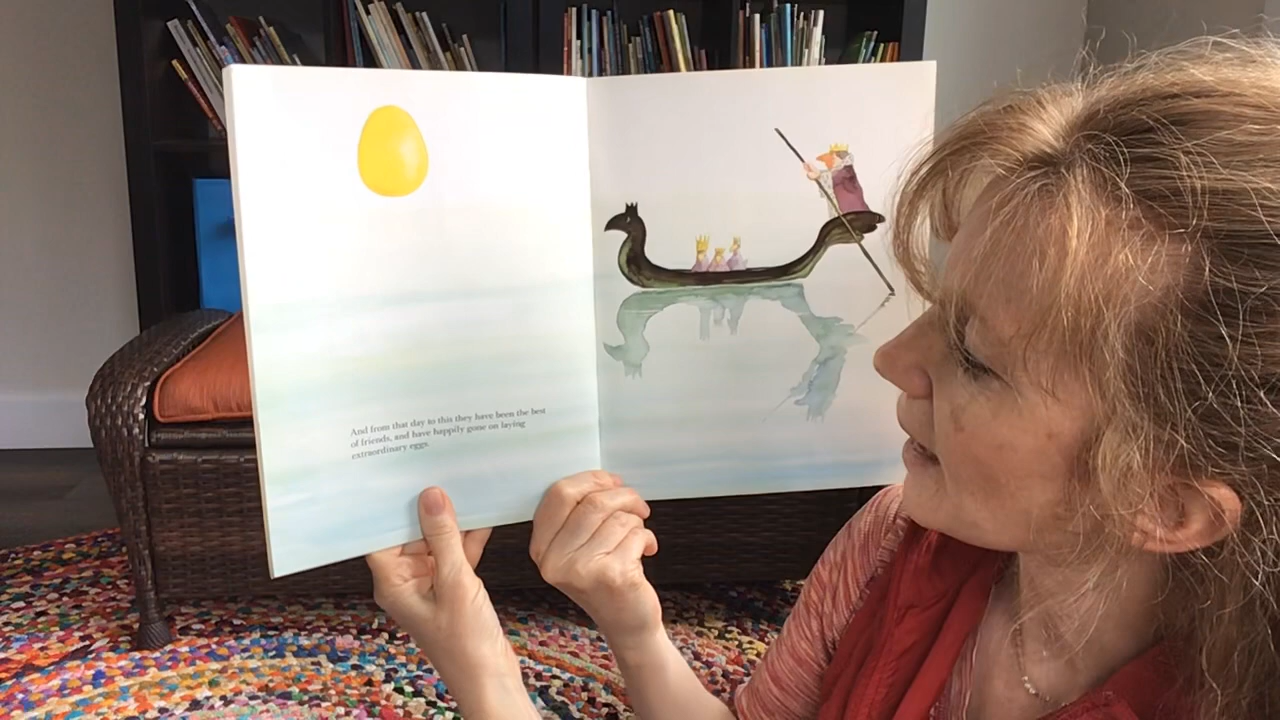 And from that day to this they have been the best
of friends, and have happily gone on laying
extraordinary eggs.